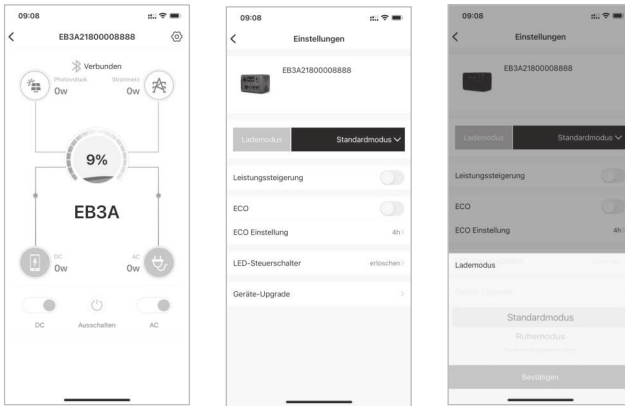 09:08
EB3A21800008888
Verbunden
Photovoltaik Stromnetz
0w 0w
9%
EB3A
DC AC
0w 0w
DC Ausschalten AC
09:08
Einstellungen
EB3A21800008888
Lademodus Standardmodus
Leistungssteigerung
ECO
ECO Einstellung 4h
LED-Steuerschalter erloschen
Geräte-Upgrade
09:08
Einstellungen
EB3A21800008888
Lademodus Standardmodus
Leistungssteigerung
ECO
ECO Einstellung 4h
Lademodus
Standardmodus
Ruhemodus
Bestätigen